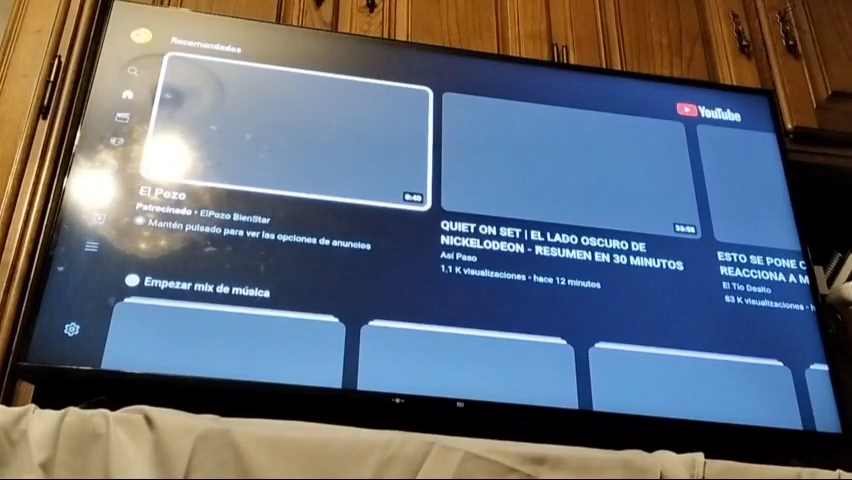 Recomendados
YouTube
0:40
El Pozo
Patrocinado • ElPozo BienStar
Mantén pulsado para ver las opciones de anuncios
33:58
QUIET ON SET | EL LADO OSCURO DE
NICKELODEON - RESUMEN EN 30 MINUTOS
Así Paso
1,1 K visualizaciones • hace 12 minutos
ESTO SE PONE
REACCIONA A
El Tío Desito
83 K visualizaciones •
Empezar mix de música